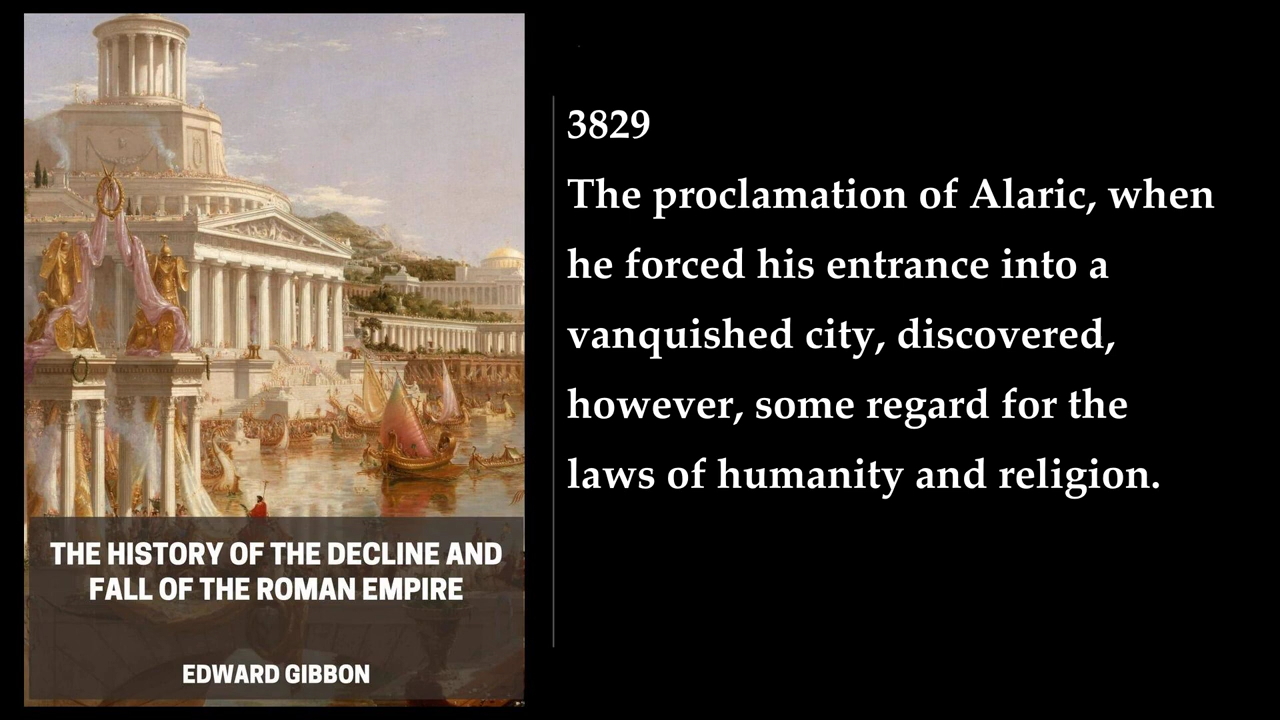 THE HISTORY OF THE DECLINE AND
FALL OF THE ROMAN EMPIRE
EDWARD GIBBON
3829
The proclamation of Alaric, when
he forced his entrance into a
vanquished city, discovered,
however, some regard for the
laws of humanity and religion.